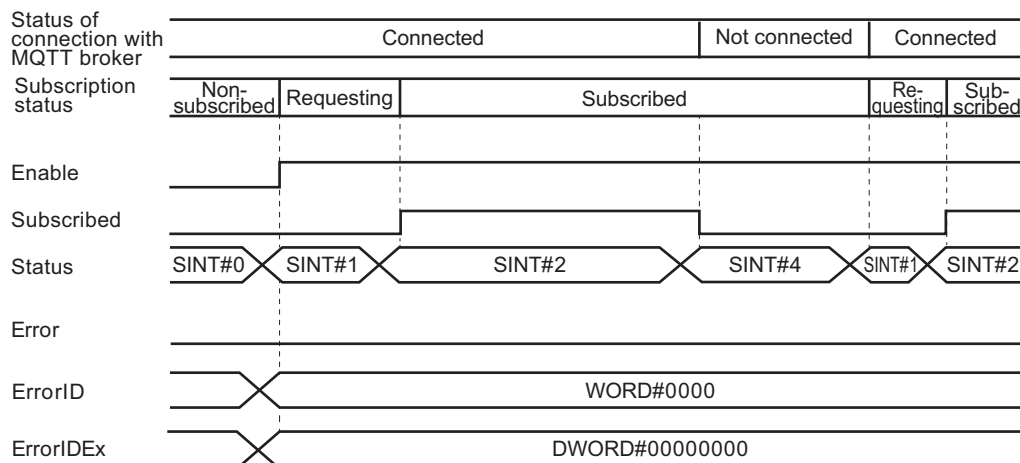 Status of
connection with
MQTT broker
Connected
Not connected
Connected
Subscription
status
Non-
subscribed
Requesting
Subscribed
Re-
questing
Sub-
scribed
Enable
Subscribed
Status
SINT#0
SINT#1
SINT#2
SINT#4
SINT#1
SINT#2
Error
ErrorID
WORD#0000
ErrorIDEx
DWORD#00000000